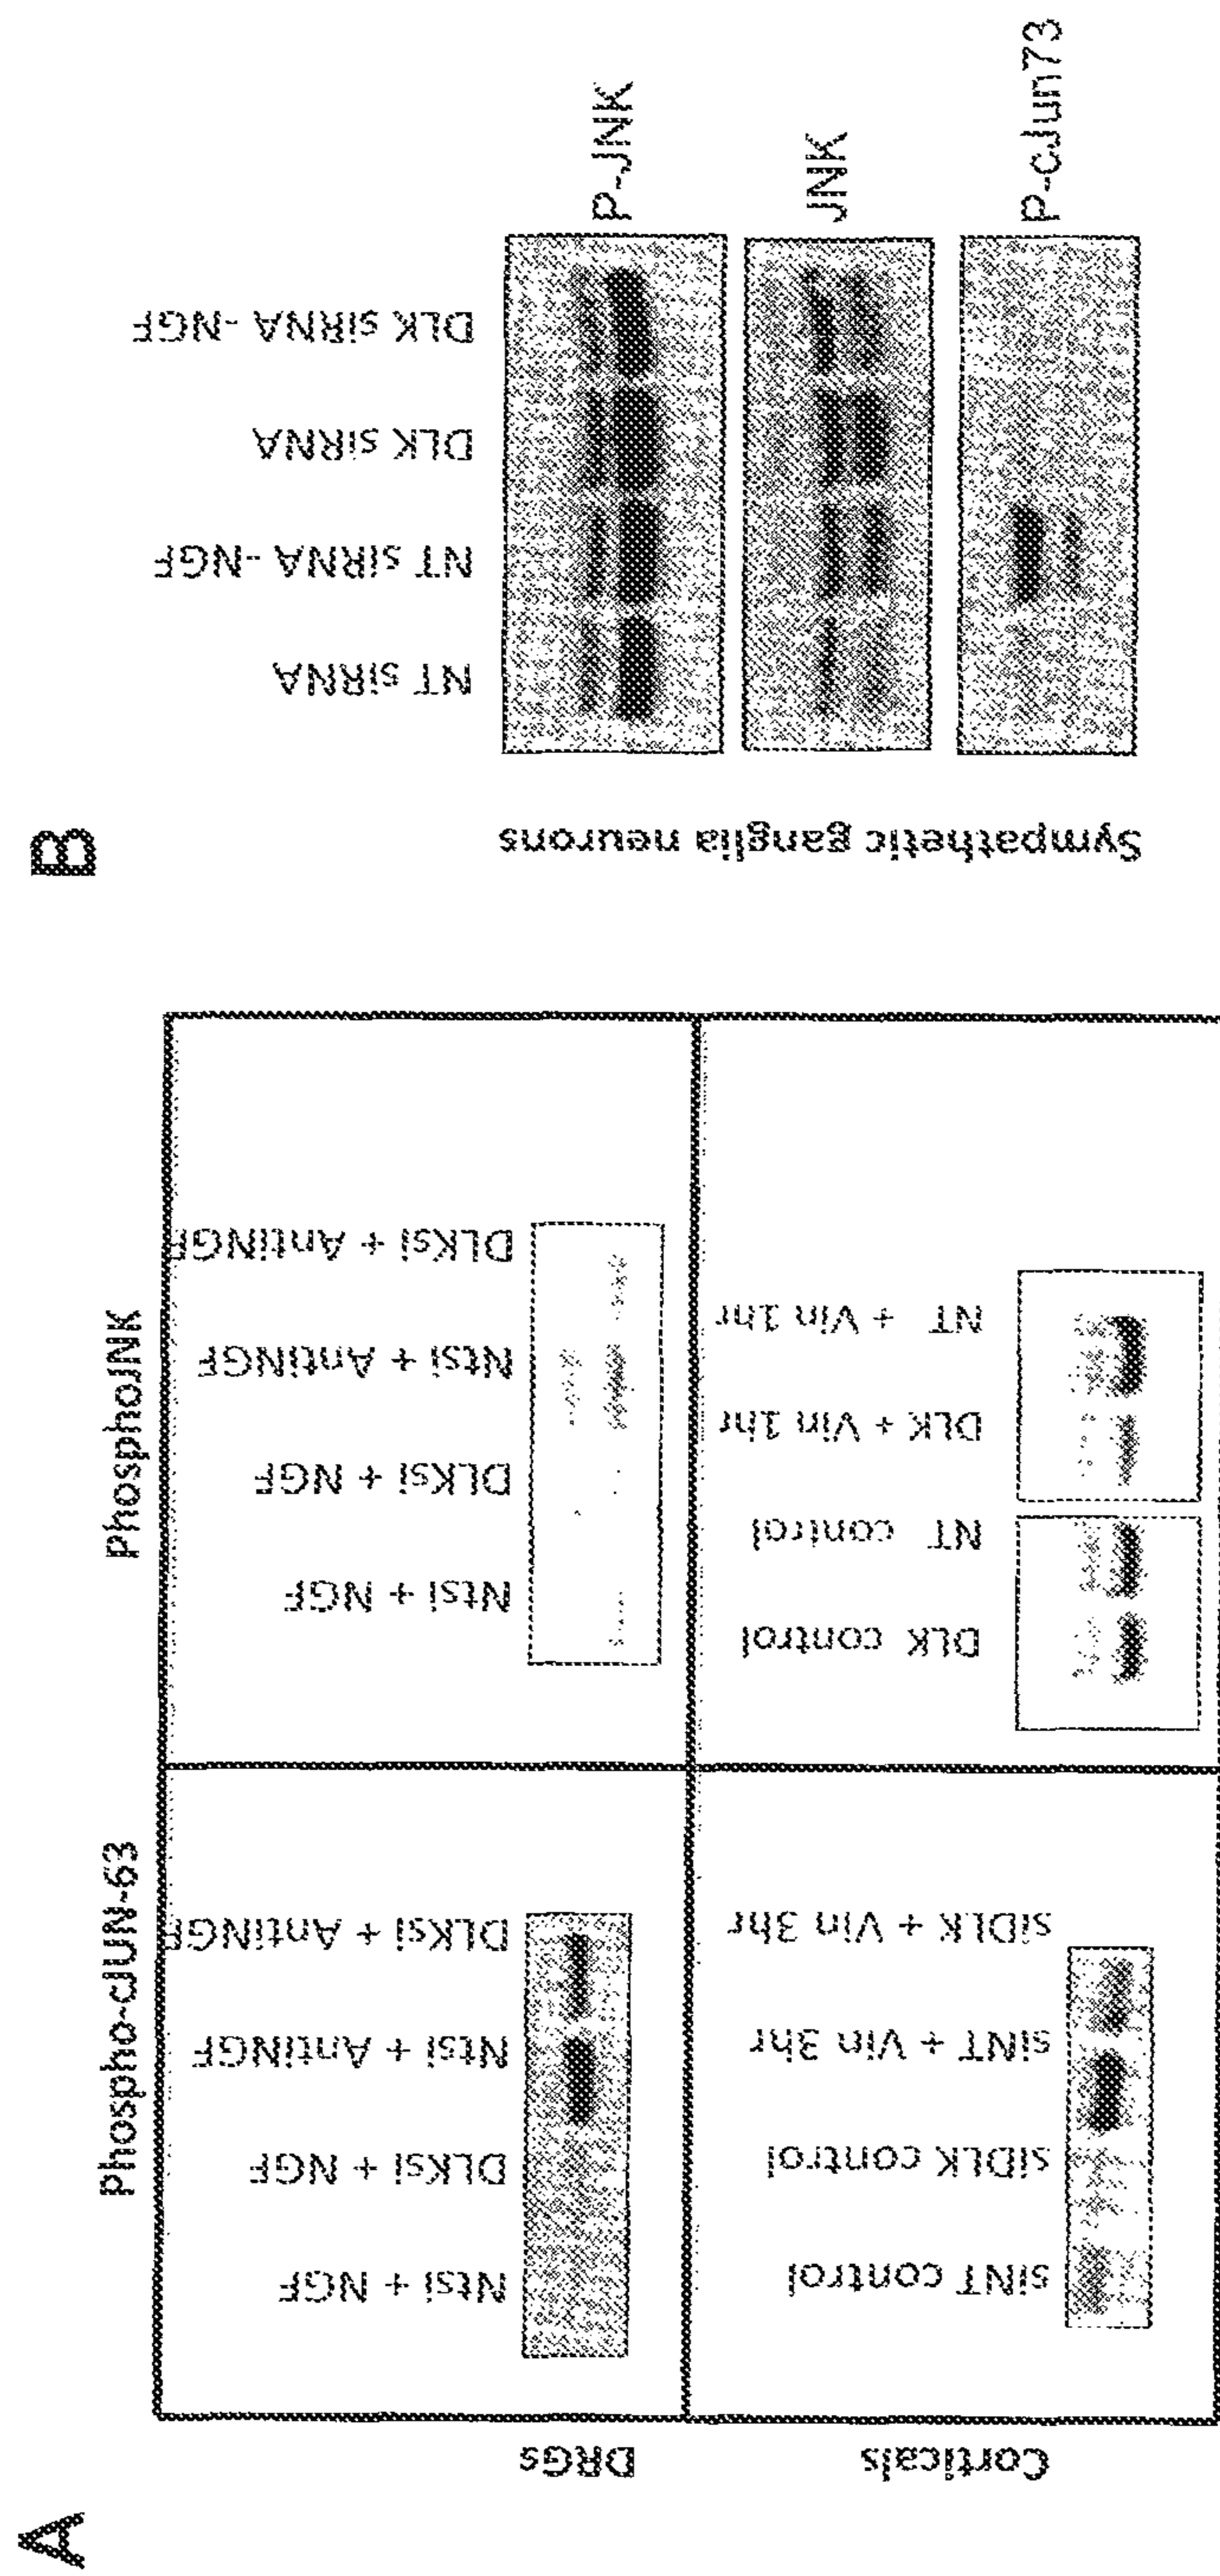 A
Phospho-cJUN-63
PhosphoJNK
DRGs
Ntsi + NGF
DLKsi + NGF
Ntsi + AntiNGF
DLKsi + AntiNGF
Ntsi + NGF
DLKsi + NGF
Ntsi + AntiNGF
DLKsi + AntiNGF
Corticals
siNT control
siDLK control
siNT + Vin 3hr
siDLK + Vin 3hr
DLK control
NT control
DLK + Vin 1hr
NT + Vin 1hr
B
NT siRNA
NT siRNA -NGF
DLK siRNA
DLK siRNA -NGF
Sympathetic ganglia neurons
P-JNK
JNK
P-cJun73